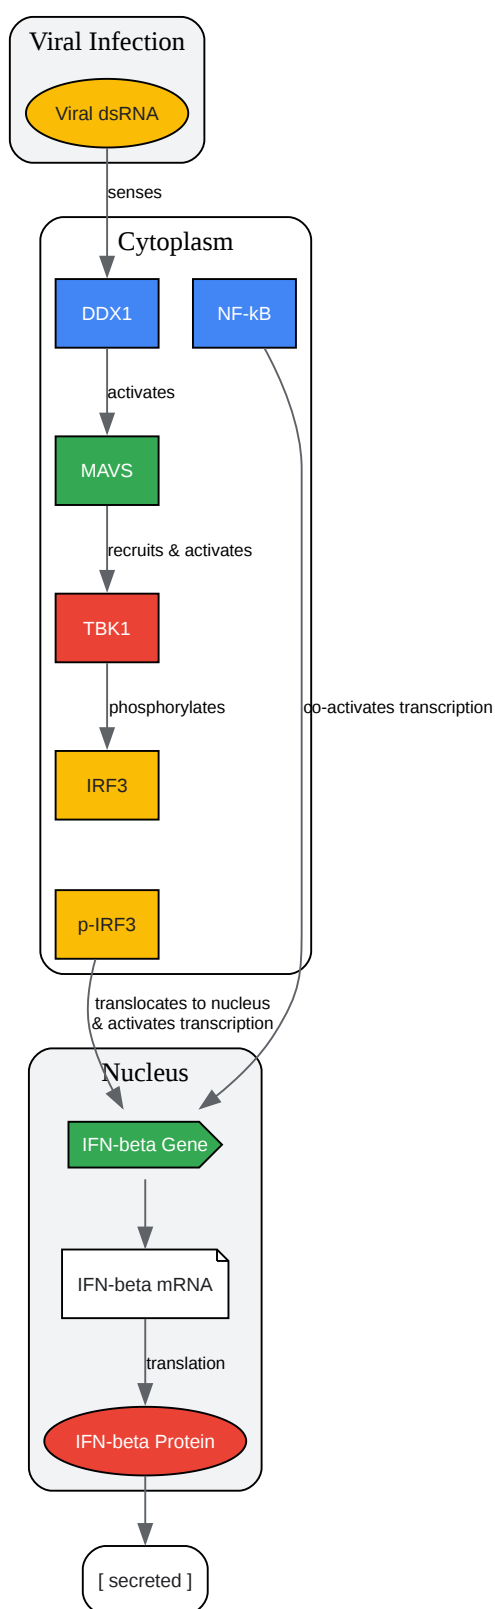 Viral Infection
Viral dsRNA
senses
Cytoplasm
DDX1
NF-kB
activates
MAVS
recruits & activates
TBK1
phosphorylates
co-activates transcription
IRF3
p-IRF3
translocates to nucleus
& activates transcription
Nucleus
IFN-beta Gene
IFN-beta mRNA
translation
IFN-beta Protein
[ secreted ]